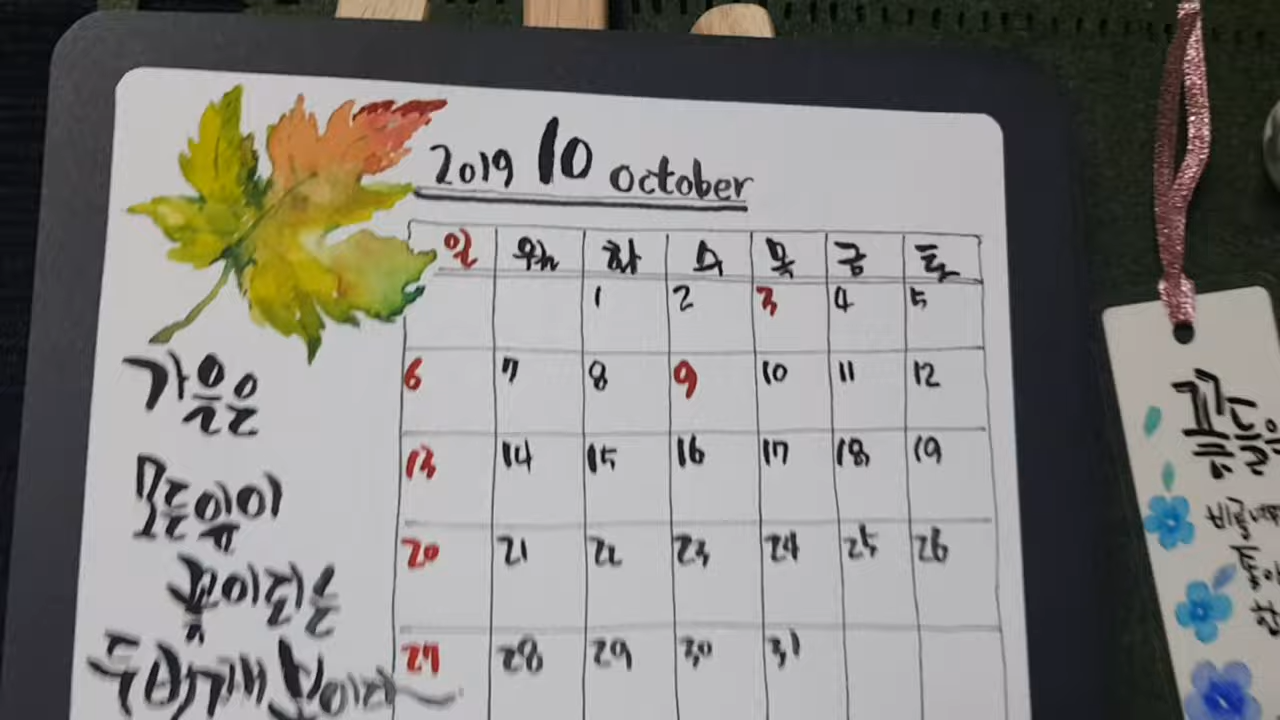 2019 10 October
일 월 화 수 목 금 토
1 2 3 4 5
6 7 8 9 10 11 12
13 14 15 16 17 18 19
20 21 22 23 24 25 26
27 28 29 30 31
가을은
모든잎이
꽃이되는
두번째 봄이다